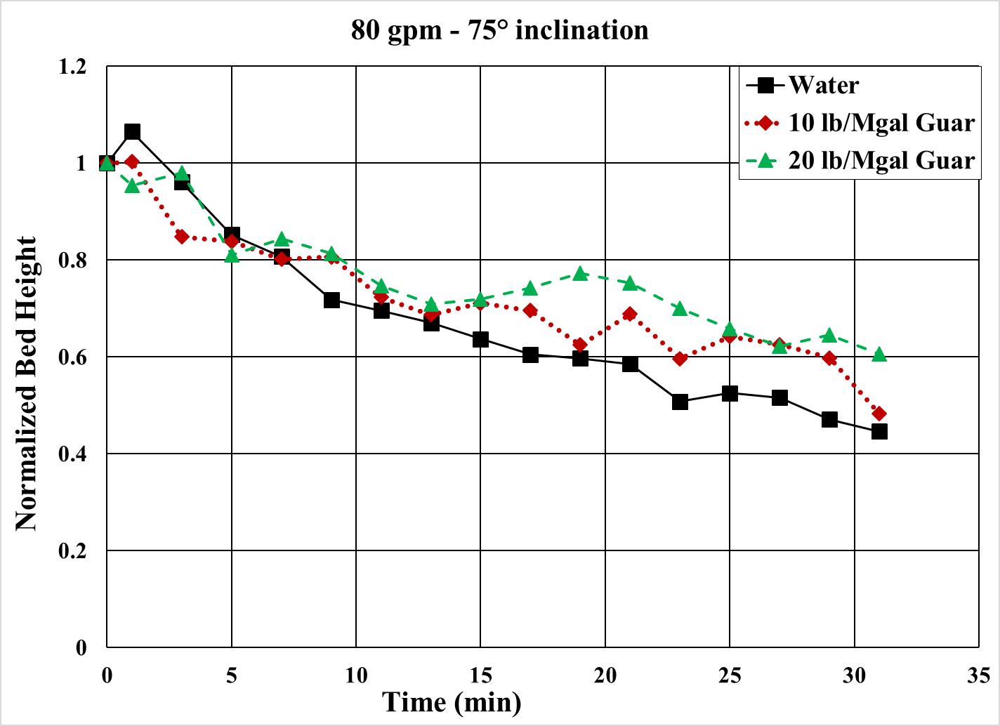 80 gpm - 75° inclination
Normalized Bed Height
1.2
1
0.8
0.6
0.4
0.2
0
Water
10 lb/Mgal Guar
20 lb/Mgal Guar
0 5 10 15 20 25 30 35
Time (min)